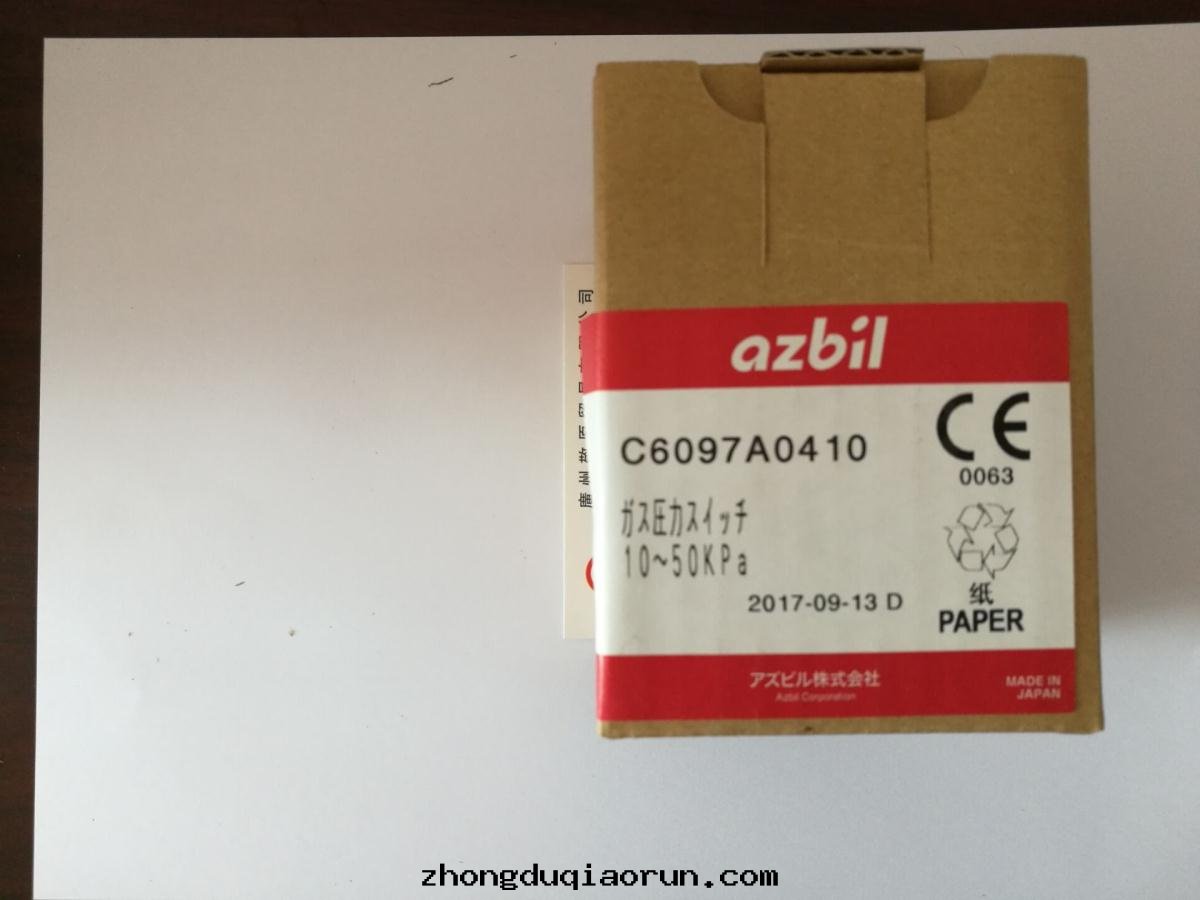 azbil
CE
0063
C6097A0410
ガス圧力スイッチ
10~50KPa
2017-09-13 D
纸
PAPER
アズビル株式会社
Azbil Corporation
MADE IN
JAPAN
zhongduqiaorun.com